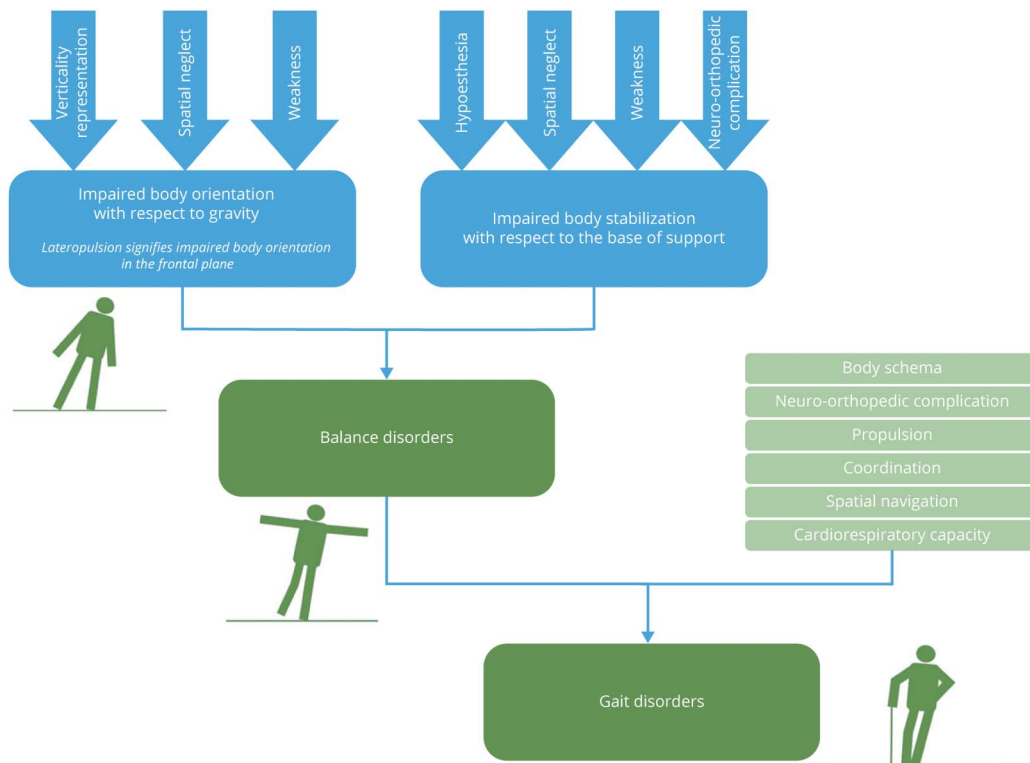 Verticality
representation
Spatial neglect
Weakness
Hypoesthesia
Spatial neglect
Weakness
Neuro-orthopedic
complication
Impaired body orientation
with respect to gravity
Lateropulsion signifies impaired body orientation
in the frontal plane
Impaired body stabilization
with respect to the base of support
Balance disorders
Body schema
Neuro-orthopedic complication
Propulsion
Coordination
Spatial navigation
Cardiorespiratory capacity
Gait disorders